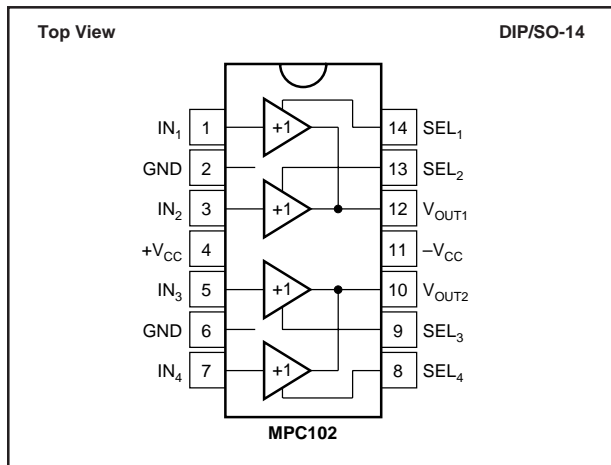 Top View DIP/SO-14
IN1 1 +1 14 SEL1
GND 2 13 SEL2
IN2 3 +1 12 VOUT1
+VCC 4 11 –VCC
IN3 5 +1 10 VOUT2
GND 6 9 SEL3
IN4 7 +1 8 SEL4
MPC102